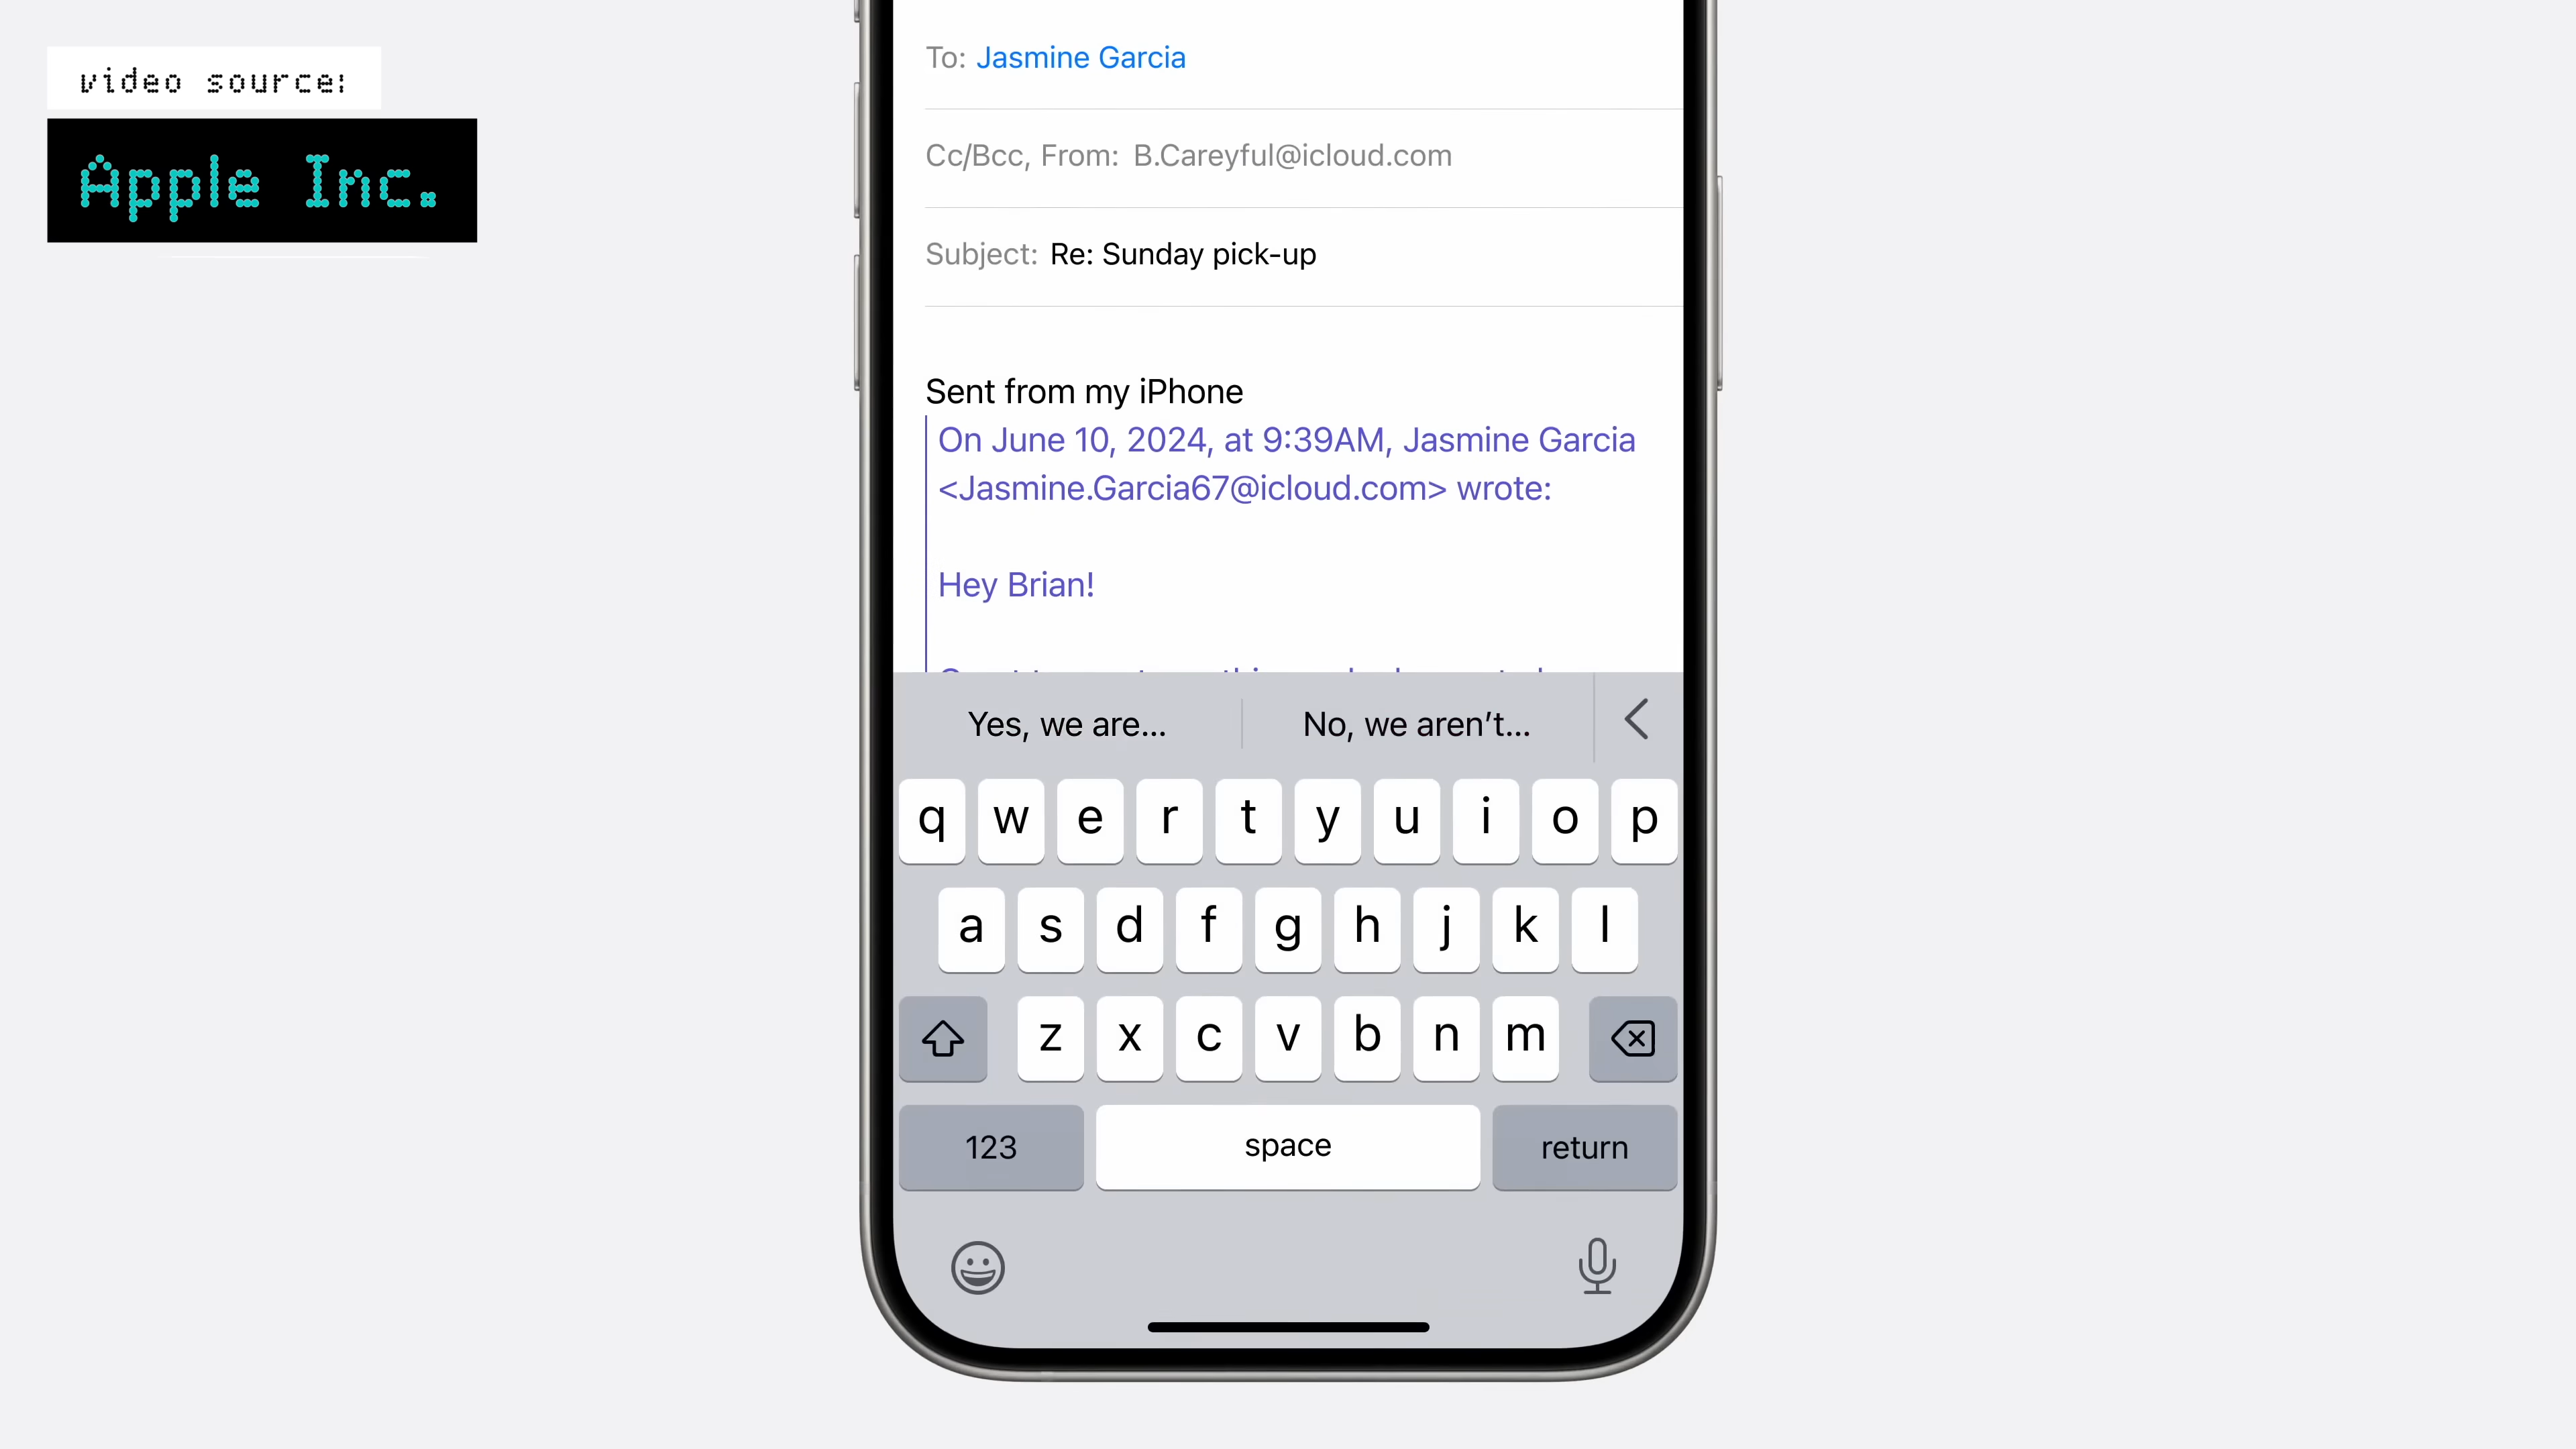 video source:
Apple Inc.
To: Jasmine Garcia
Cc/Bcc, From: B.Careyful@icloud.com
Subject: Re: Sunday pick-up
Sent from my iPhone
On June 10, 2024, at 9:39AM, Jasmine Garcia
<Jasmine.Garcia67@icloud.com> wrote:
Hey Brian!
Yes, we are...
No, we aren't...
q w e r t y u i o p
a s d f g h j k l
z x c v b n m
123 space return